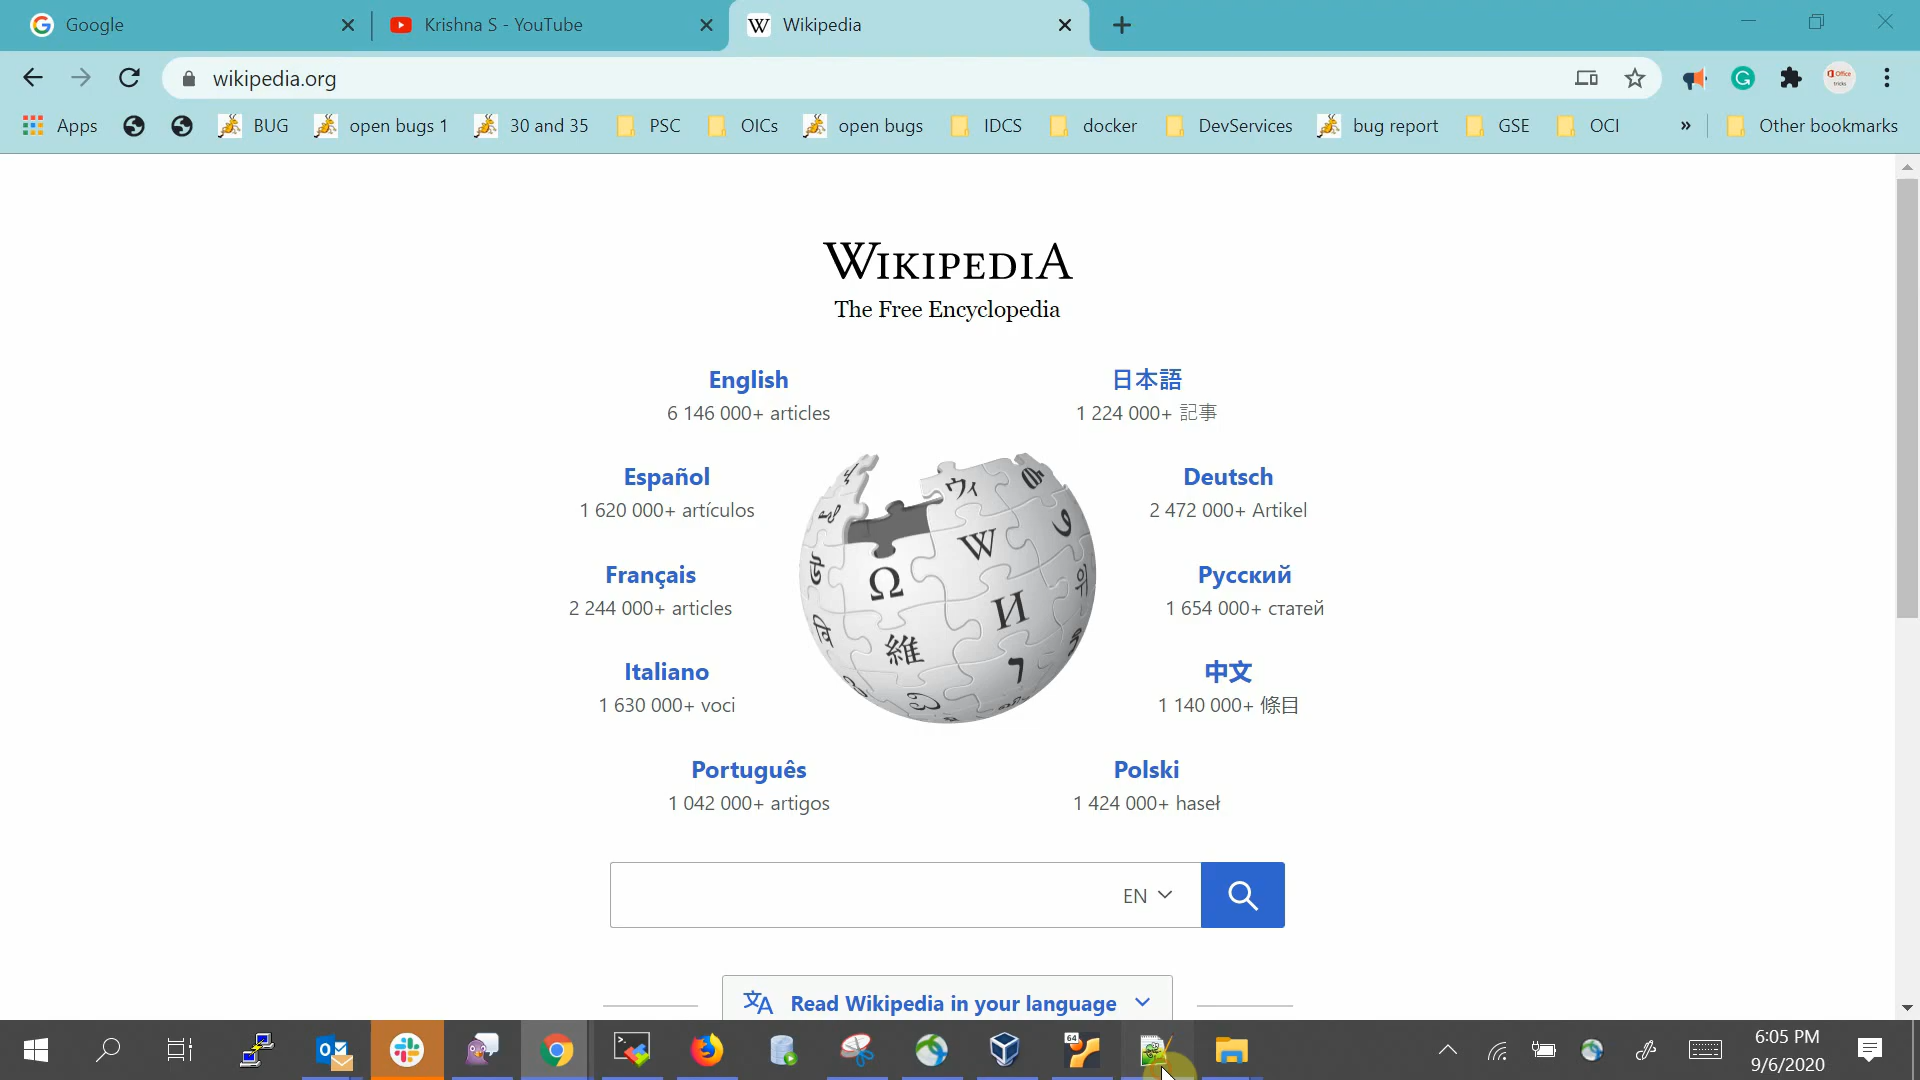 Google
Krishna S - YouTube
Wikipedia
wikipedia.org
Apps
BUG
open bugs 1
30 and 35
PSC
OICs
open bugs
IDCS
docker
DevServices
bug report
GSE
OCI
»
Other bookmarks
WIKIPEDIA
The Free Encyclopedia
English
6 146 000+ articles
日本語
1 224 000+ 記事
Español
1 620 000+ artículos
Deutsch
2 472 000+ Artikel
Français
2 244 000+ articles
Русский
1 654 000+ статей
Italiano
1 630 000+ voci
中文
1 140 000+ 條目
Português
1 042 000+ artigos
Polski
1 424 000+ haseł
Ω
W
И
維
EN
Read Wikipedia in your language
64
6:05 PM
9/6/2020